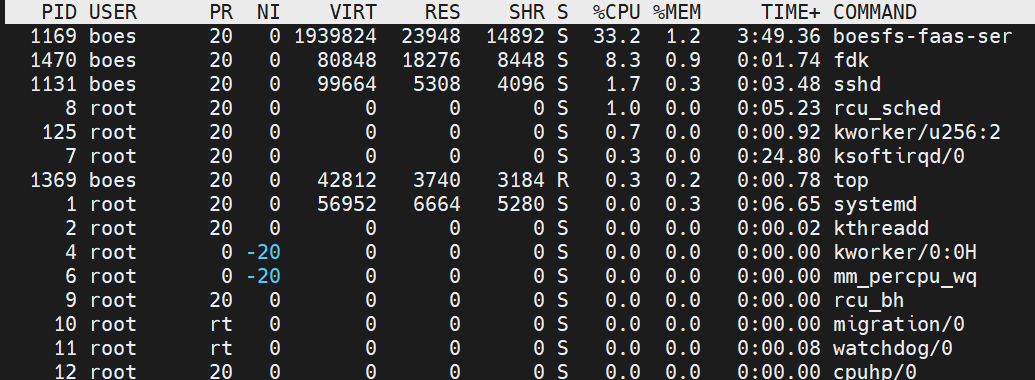 PID USER PR NI VIRT RES SHR S %CPU %MEM TIME+ COMMAND
1169 boes 20 0 1939824 23948 14892 S 33.2 1.2 3:49.36 boesfs-faas-ser
1470 boes 20 0 80848 18276 8448 S 8.3 0.9 0:01.74 fdk
1131 boes 20 0 99664 5308 4096 S 1.7 0.3 0:03.48 sshd
8 root 20 0 0 0 0 S 1.0 0.0 0:05.23 rcu_sched
125 root 20 0 0 0 0 S 0.7 0.0 0:00.92 kworker/u256:2
7 root 20 0 0 0 0 S 0.3 0.0 0:24.80 ksoftirqd/0
1369 boes 20 0 42812 3740 3184 R 0.3 0.2 0:00.78 top
1 root 20 0 56952 6664 5280 S 0.0 0.3 0:06.65 systemd
2 root 20 0 0 0 0 S 0.0 0.0 0:00.02 kthreadd
4 root 0 -20 0 0 0 S 0.0 0.0 0:00.00 kworker/0:0H
6 root 0 -20 0 0 0 S 0.0 0.0 0:00.00 mm_percpu_wq
9 root 20 0 0 0 0 S 0.0 0.0 0:00.00 rcu_bh
10 root rt 0 0 0 0 S 0.0 0.0 0:00.00 migration/0
11 root rt 0 0 0 0 S 0.0 0.0 0:00.08 watchdog/0
12 root 20 0 0 0 0 S 0.0 0.0 0:00.00 cpuhp/0